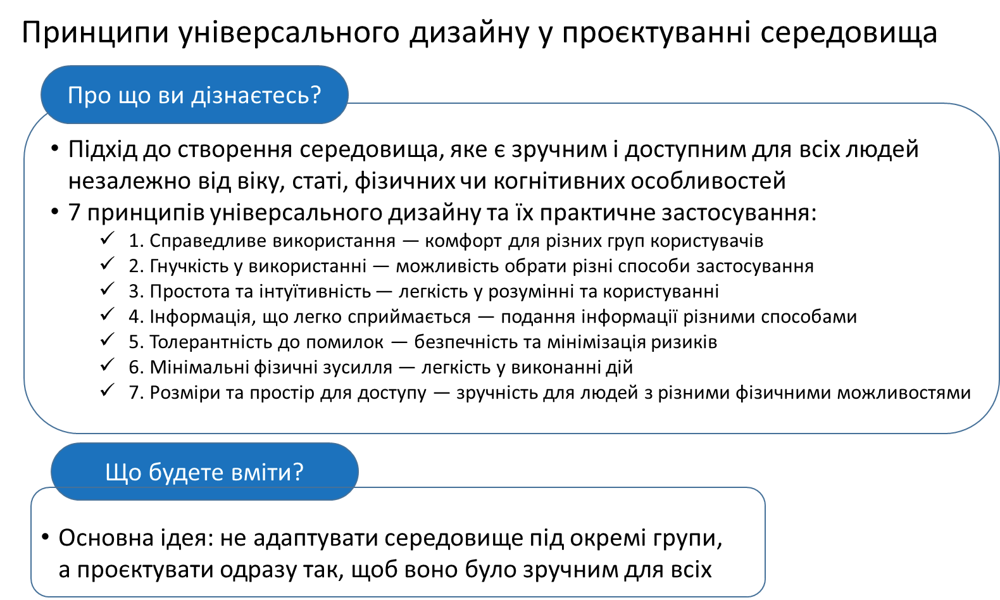 Принципи універсального дизайну у проєктуванні середовища
Про що ви дізнаєтесь?
• Підхід до створення середовища, яке є зручним і доступним для всіх людей
незалежно від віку, статі, фізичних чи когнітивних особливостей
• 7 принципів універсального дизайну та їх практичне застосування:
✓ 1. Справедливе використання — комфорт для різних груп користувачів
✓ 2. Гнучкість у використанні — можливість обрати різні способи застосування
✓ 3. Простота та інтуїтивність — легкість у розумінні та користуванні
✓ 4. Інформація, що легко сприймається — подання інформації різними способами
✓ 5. Толерантність до помилок — безпечність та мінімізація ризиків
✓ 6. Мінімальні фізичні зусилля — легкість у виконанні дій
✓ 7. Розміри та простір для доступу — зручність для людей з різними фізичними можливостями
Що будете вміти?
• Основна ідея: не адаптувати середовище під окремі групи,
а проєктувати одразу так, щоб воно було зручним для всіх